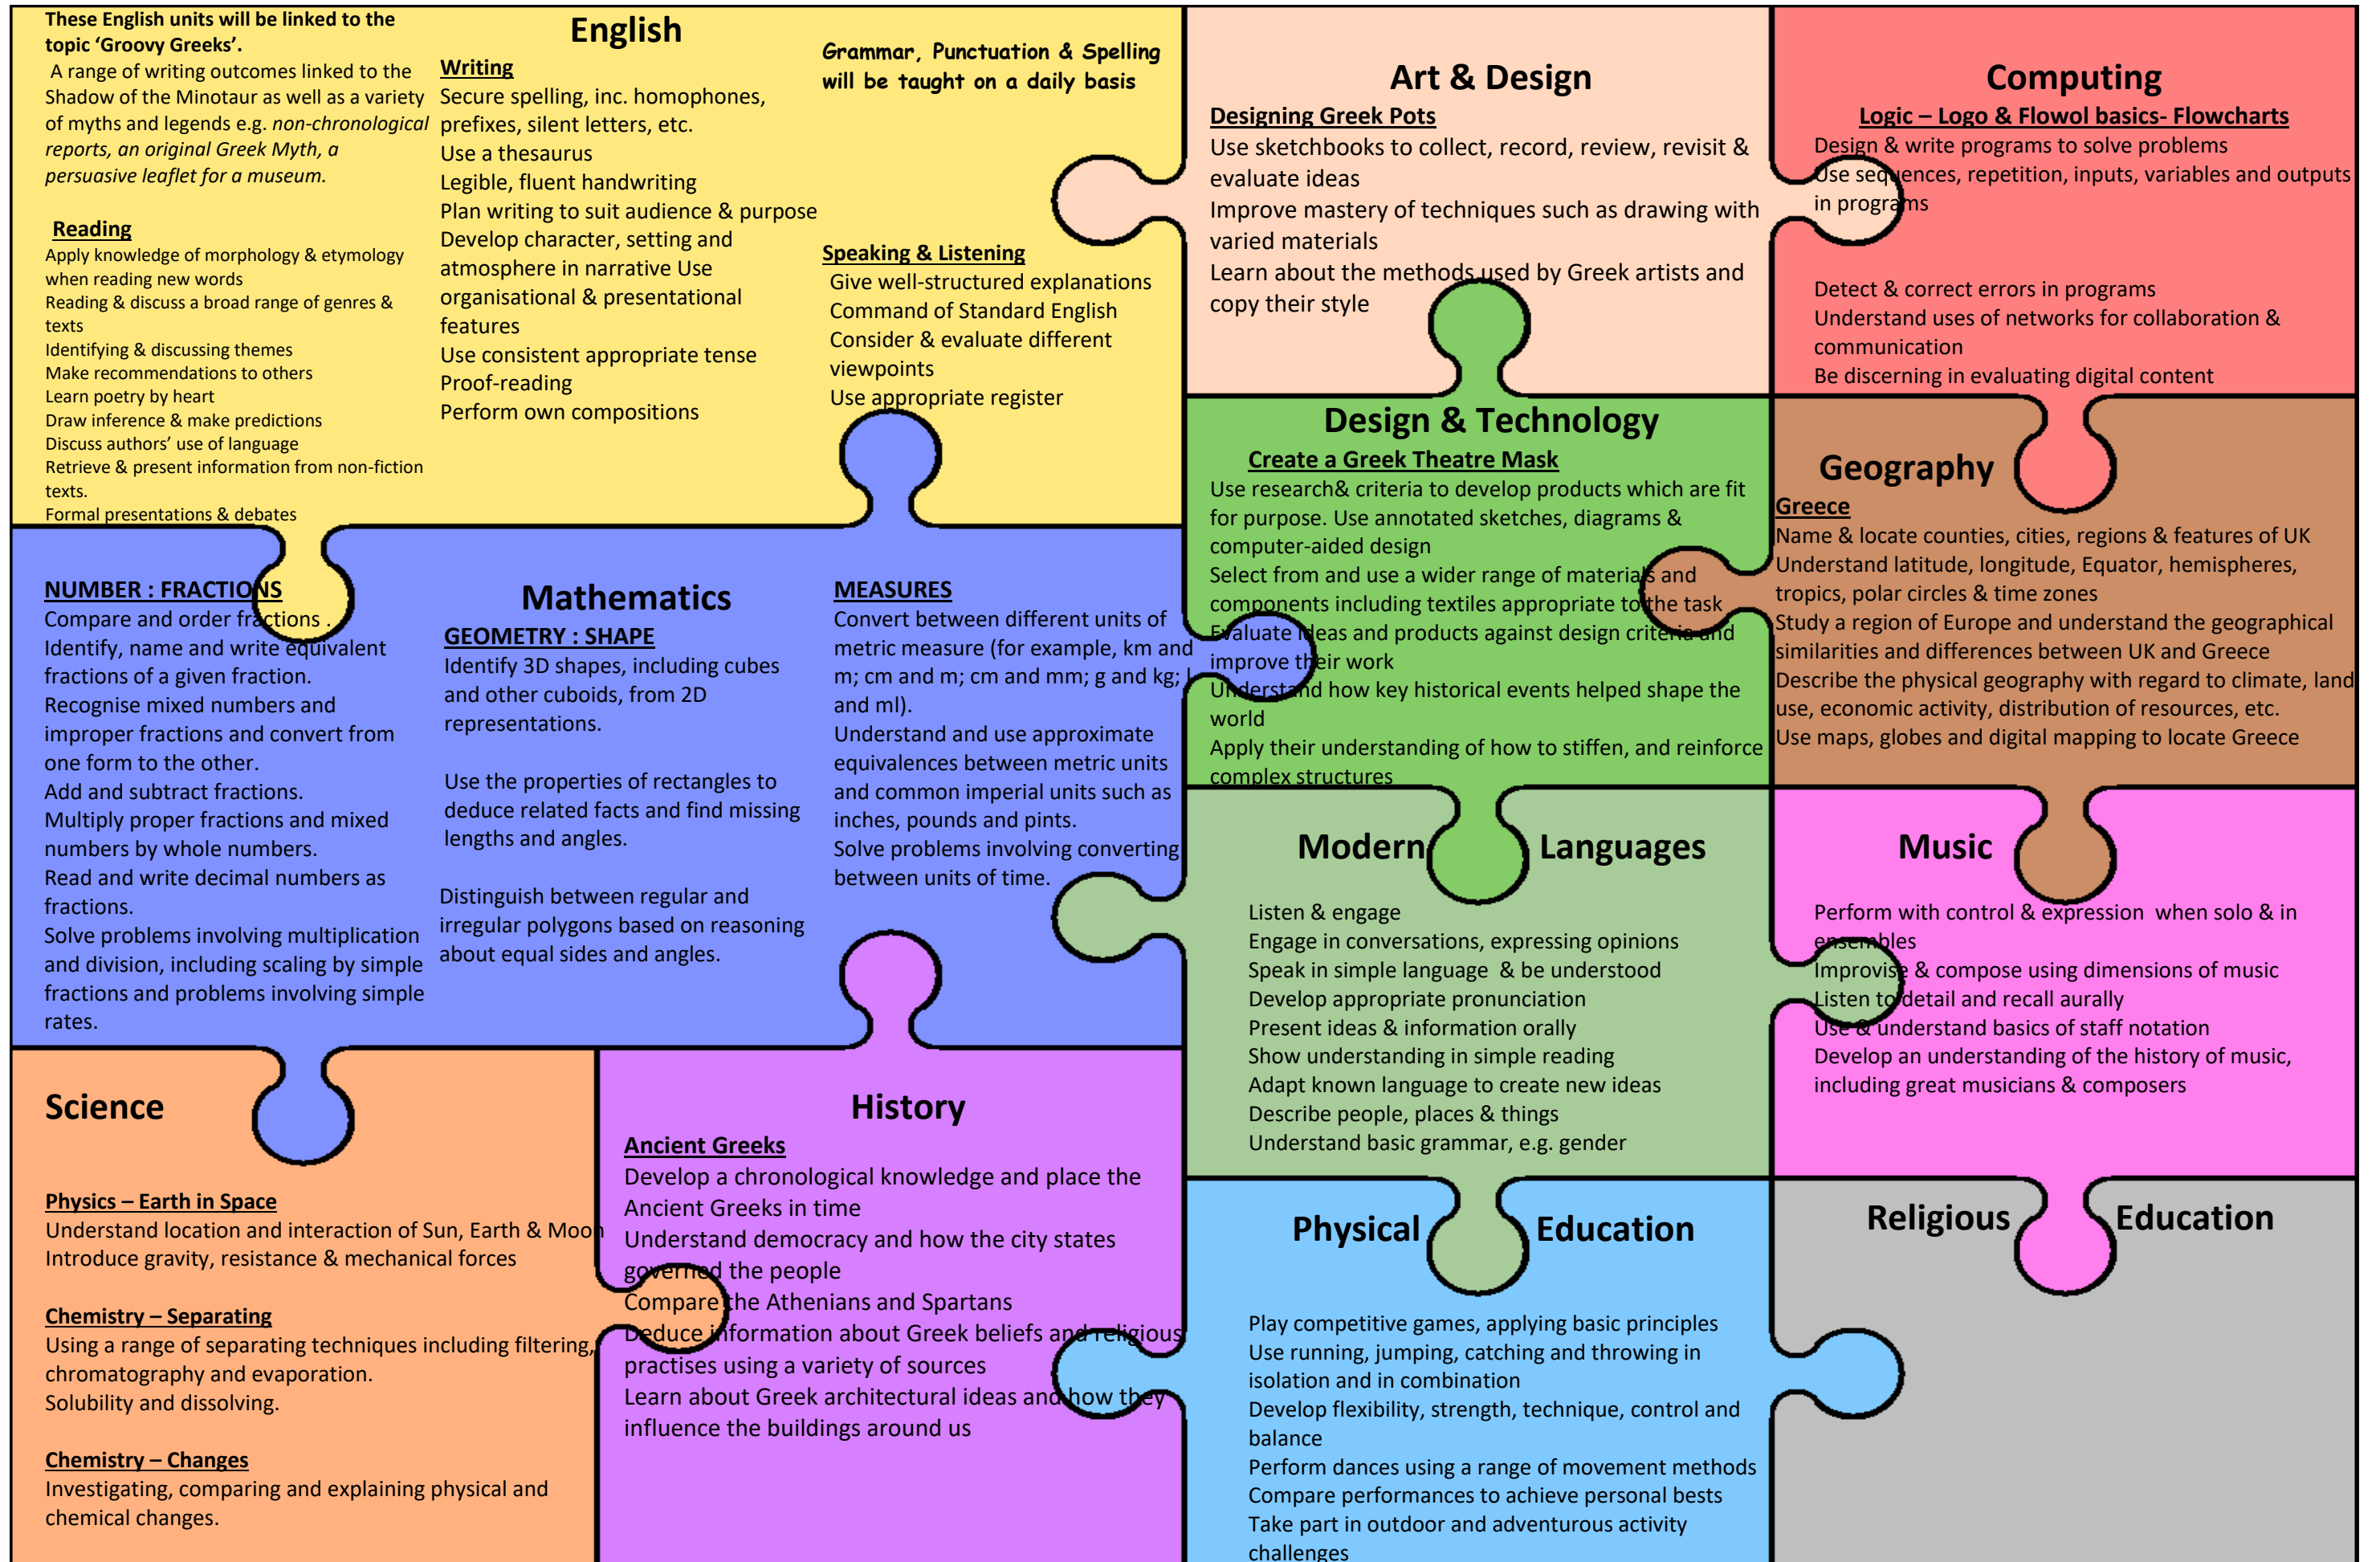 These English units will be linked to the
topic ‘Groovy Greeks’.
A range of writing outcomes linked to the
Shadow of the Minotaur as well as a variety
of myths and legends e.g. non-chronological
reports, an original Greek Myth, a
persuasive leaflet for a museum.
Reading
Apply knowledge of morphology & etymology
when reading new words
Reading & discuss a broad range of genres &
texts
Identifying & discussing themes
Make recommendations to others
Learn poetry by heart
Draw inference & make predictions
Discuss authors’ use of language
Retrieve & present information from non-fiction
texts.
Formal presentations & debates
English
Writing
Secure spelling, inc. homophones,
prefixes, silent letters, etc.
Use a thesaurus
Legible, fluent handwriting
Plan writing to suit audience & purpose
Develop character, setting and
atmosphere in narrative Use
organisational & presentational
features
Use consistent appropriate tense
Proof-reading
Perform own compositions
Grammar, Punctuation & Spelling
will be taught on a daily basis
Speaking & Listening
Give well-structured explanations
Command of Standard English
Consider & evaluate different
viewpoints
Use appropriate register
Art & Design
Designing Greek Pots
Use sketchbooks to collect, record, review, revisit &
evaluate ideas
Improve mastery of techniques such as drawing with
varied materials
Learn about the methods used by Greek artists and
copy their style
Computing
Logic – Logo & Flowol basics- Flowcharts
Design & write programs to solve problems
Use sequences, repetition, inputs, variables and outputs
in programs
Detect & correct errors in programs
Understand uses of networks for collaboration &
communication
Be discerning in evaluating digital content
Design & Technology
Create a Greek Theatre Mask
Use research& criteria to develop products which are fit
for purpose. Use annotated sketches, diagrams &
computer-aided design
Select from and use a wider range of materials and
components including textiles appropriate to the task
Evaluate ideas and products against design criteria and
improve their work
Understand how key historical events helped shape the
world
Apply their understanding of how to stiffen, and reinforce
complex structures
Geography
Greece
Name & locate counties, cities, regions & features of UK
Understand latitude, longitude, Equator, hemispheres,
tropics, polar circles & time zones
Study a region of Europe and understand the geographical
similarities and differences between UK and Greece
Describe the physical geography with regard to climate, land
use, economic activity, distribution of resources, etc.
Use maps, globes and digital mapping to locate Greece
NUMBER : FRACTIONS
Compare and order fractions .
Identify, name and write equivalent
fractions of a given fraction.
Recognise mixed numbers and
improper fractions and convert from
one form to the other.
Add and subtract fractions.
Multiply proper fractions and mixed
numbers by whole numbers.
Read and write decimal numbers as
fractions.
Solve problems involving multiplication
and division, including scaling by simple
fractions and problems involving simple
rates.
Mathematics
GEOMETRY : SHAPE
Identify 3D shapes, including cubes
and other cuboids, from 2D
representations.
Use the properties of rectangles to
deduce related facts and find missing
lengths and angles.
Distinguish between regular and
irregular polygons based on reasoning
about equal sides and angles.
MEASURES
Convert between different units of
metric measure (for example, km and
m; cm and m; cm and mm; g and kg; l
and ml).
Understand and use approximate
equivalences between metric units
and common imperial units such as
inches, pounds and pints.
Solve problems involving converting
between units of time.
Modern Languages
Listen & engage
Engage in conversations, expressing opinions
Speak in simple language & be understood
Develop appropriate pronunciation
Present ideas & information orally
Show understanding in simple reading
Adapt known language to create new ideas
Describe people, places & things
Understand basic grammar, e.g. gender
Music
Perform with control & expression when solo & in
ensembles
Improvise & compose using dimensions of music
Listen to detail and recall aurally
Use & understand basics of staff notation
Develop an understanding of the history of music,
including great musicians & composers
Science
Physics – Earth in Space
Understand location and interaction of Sun, Earth & Moon
Introduce gravity, resistance & mechanical forces
Chemistry – Separating
Using a range of separating techniques including filtering,
chromatography and evaporation.
Solubility and dissolving.
Chemistry – Changes
Investigating, comparing and explaining physical and
chemical changes.
History
Ancient Greeks
Develop a chronological knowledge and place the
Ancient Greeks in time
Understand democracy and how the city states
governed the people
Compare the Athenians and Spartans
Deduce information about Greek beliefs and religious
practises using a variety of sources
Learn about Greek architectural ideas and how they
influence the buildings around us
Physical Education
Play competitive games, applying basic principles
Use running, jumping, catching and throwing in
isolation and in combination
Develop flexibility, strength, technique, control and
balance
Perform dances using a range of movement methods
Compare performances to achieve personal bests
Take part in outdoor and adventurous activity
challenges
Religious Education